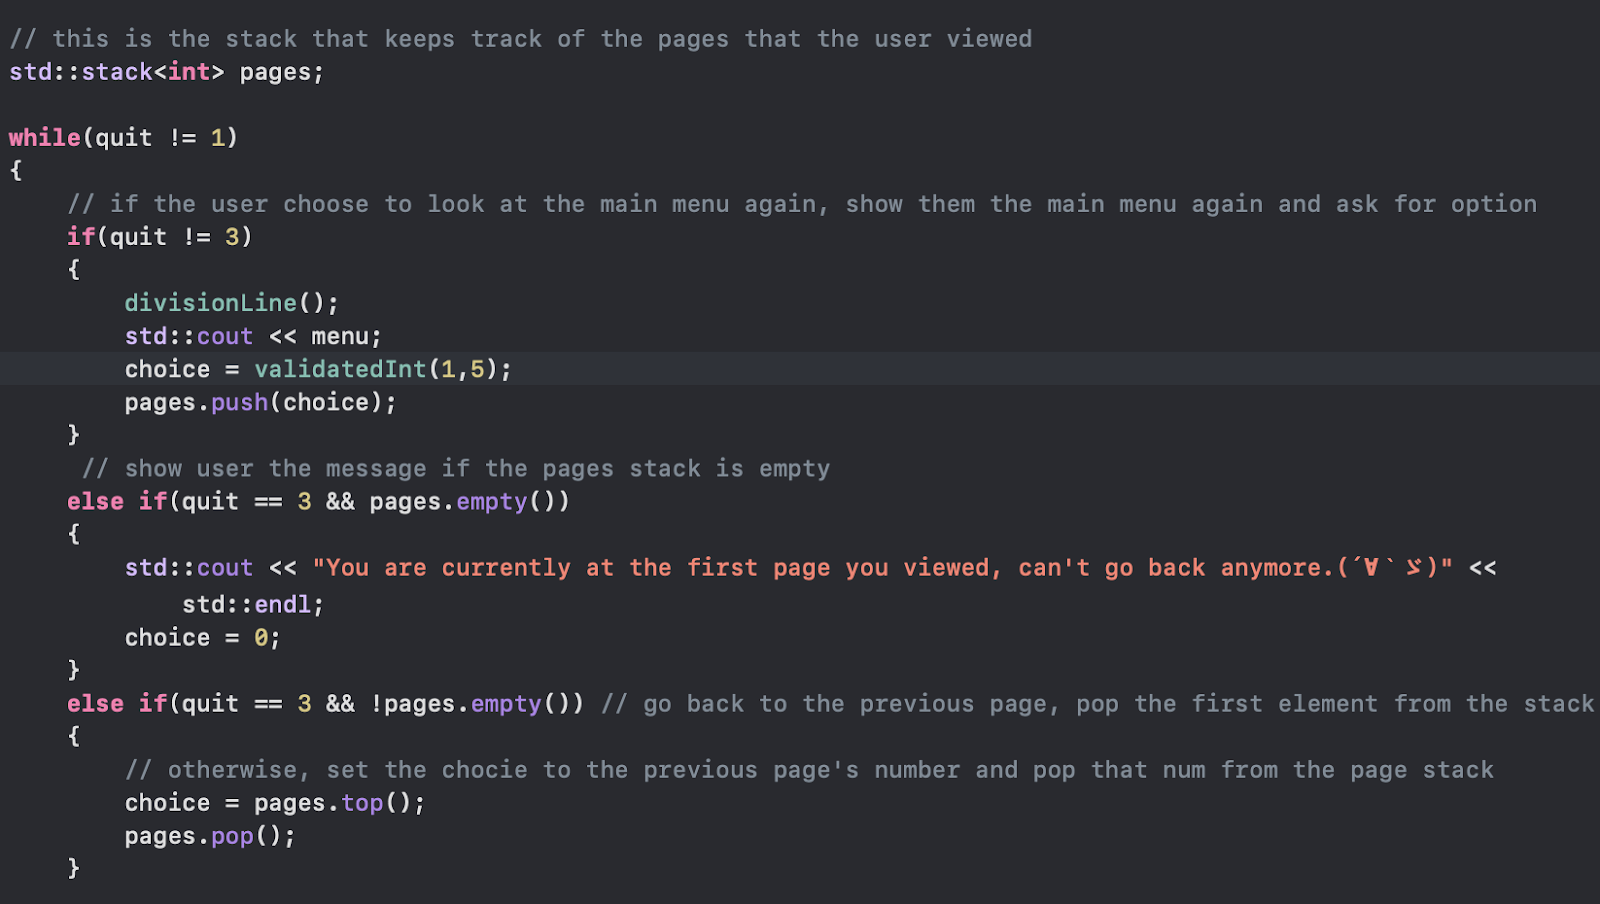 // this is the stack that keeps track of the pages that the user viewed
std::stack<int> pages;
while(quit != 1)
{
// if the user choose to look at the main menu again, show them the main menu again and ask for option
if(quit != 3)
{
divisionLine();
std::cout << menu;
choice = validatedInt(1,5);
pages.push(choice);
}
// show user the message if the pages stack is empty
else if(quit == 3 && pages.empty())
{
std::cout << "You are currently at the first page you viewed, can't go back anymore.(´∀`ゞ)" <<
std::endl;
choice = 0;
}
else if(quit == 3 && !pages.empty()) // go back to the previous page, pop the first element from the stack
{
// otherwise, set the chocie to the previous page's number and pop that num from the page stack
choice = pages.top();
pages.pop();
}